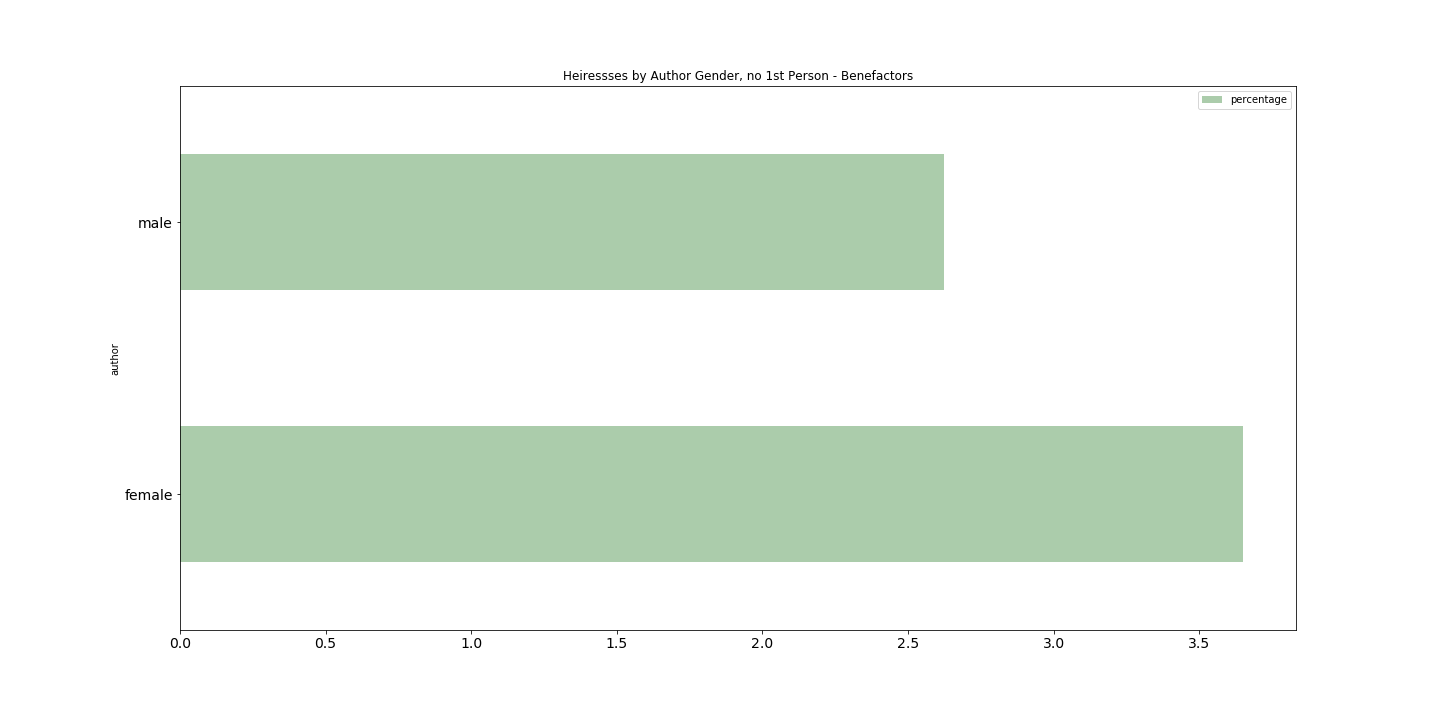 Heiressses by Author Gender, no 1st Person - Benefactors
percentage
male
author
female
0.0 0.5 1.0 1.5 2.0 2.5 3.0 3.5